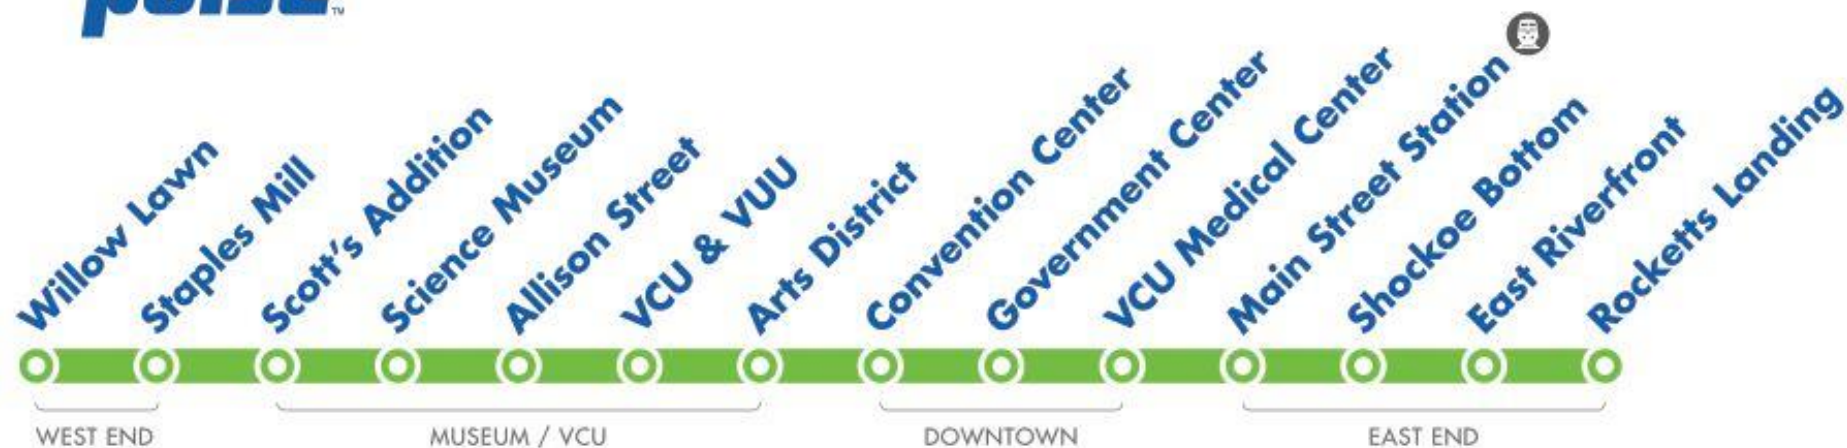 pulse™
Willow Lawn
Staples Mill
Scott's Addition
Science Museum
Allison Street
VCU & VUU
Arts District
Convention Center
Government Center
VCU Medical Center
Main Street Station
Shockoe Bottom
East Riverfront
Rocketts Landing
WEST END
MUSEUM / VCU
DOWNTOWN
EAST END